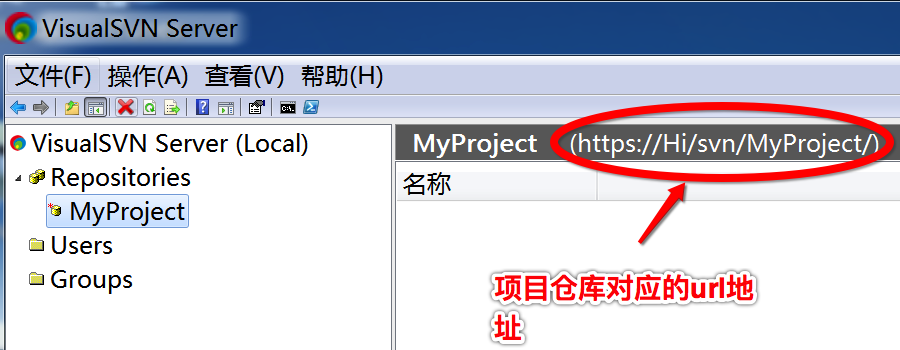 VisualSVN Server
文件(F) 操作(A) 查看(V) 帮助(H)
VisualSVN Server (Local)
Repositories
MyProject
Users
Groups
MyProject (https://Hi/svn/MyProject/)
名称
项目仓库对应的url地
址